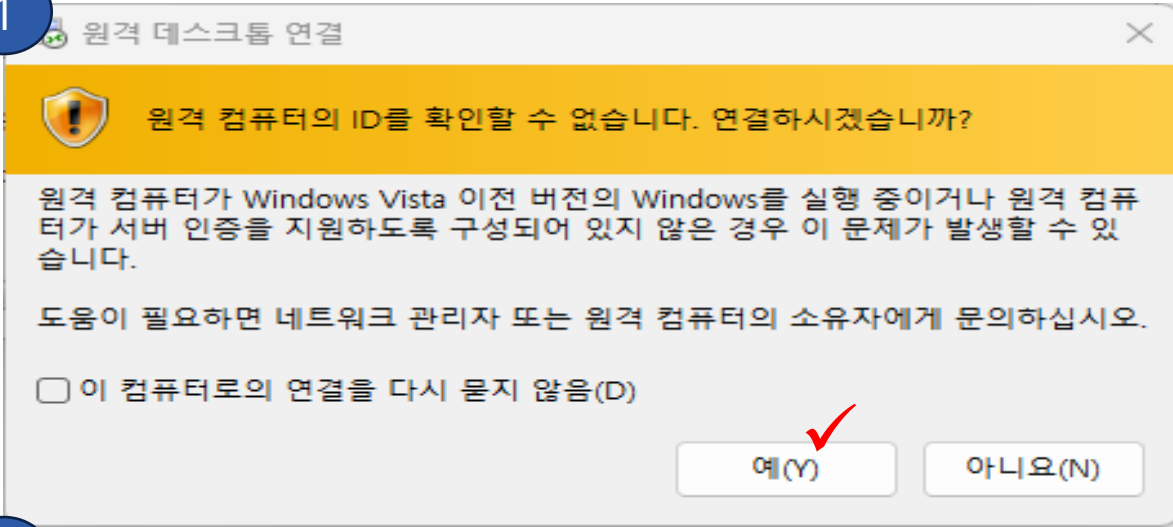 1
원격 데스크톱 연결
원격 컴퓨터의 ID를 확인할 수 없습니다. 연결하시겠습니까?
원격 컴퓨터가 Windows Vista 이전 버전의 Windows를 실행 중이거나 원격 컴퓨
터가 서버 인증을 지원하도록 구성되어 있지 않은 경우 이 문제가 발생할 수 있
습니다.
도움이 필요하면 네트워크 관리자 또는 원격 컴퓨터의 소유자에게 문의하십시오.
이 컴퓨터로의 연결을 다시 묻지 않음(D)
예(Y) 아니요(N)